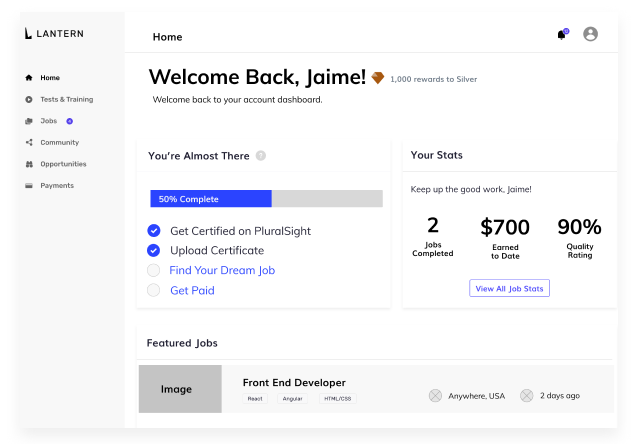 LANTERN
Home
Home
Tests & Training
Jobs
Community
Opportunities
Payments
Welcome Back, Jaime!
1,000 rewards to Silver
Welcome back to your account dashboard.
You're Almost There ?
50% Complete
Get Certified on PluralSight
Upload Certificate
Find Your Dream Job
Get Paid
Your Stats
Keep up the good work, Jaime!
2 $700 90%
Jobs Earned Quality
Completed to Date Rating
View All Job Stats
Featured Jobs
Image
Front End Developer
React Angular HTML/CSS
Anywhere, USA 2 days ago